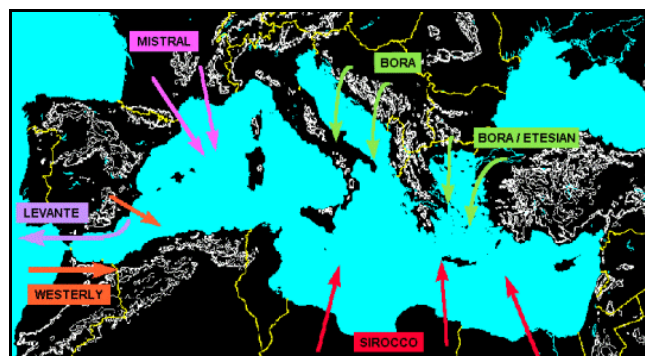 MISTRAL
BORA
BORA / ETESIAN
LEVANTE
WESTERLY
SIROCCO